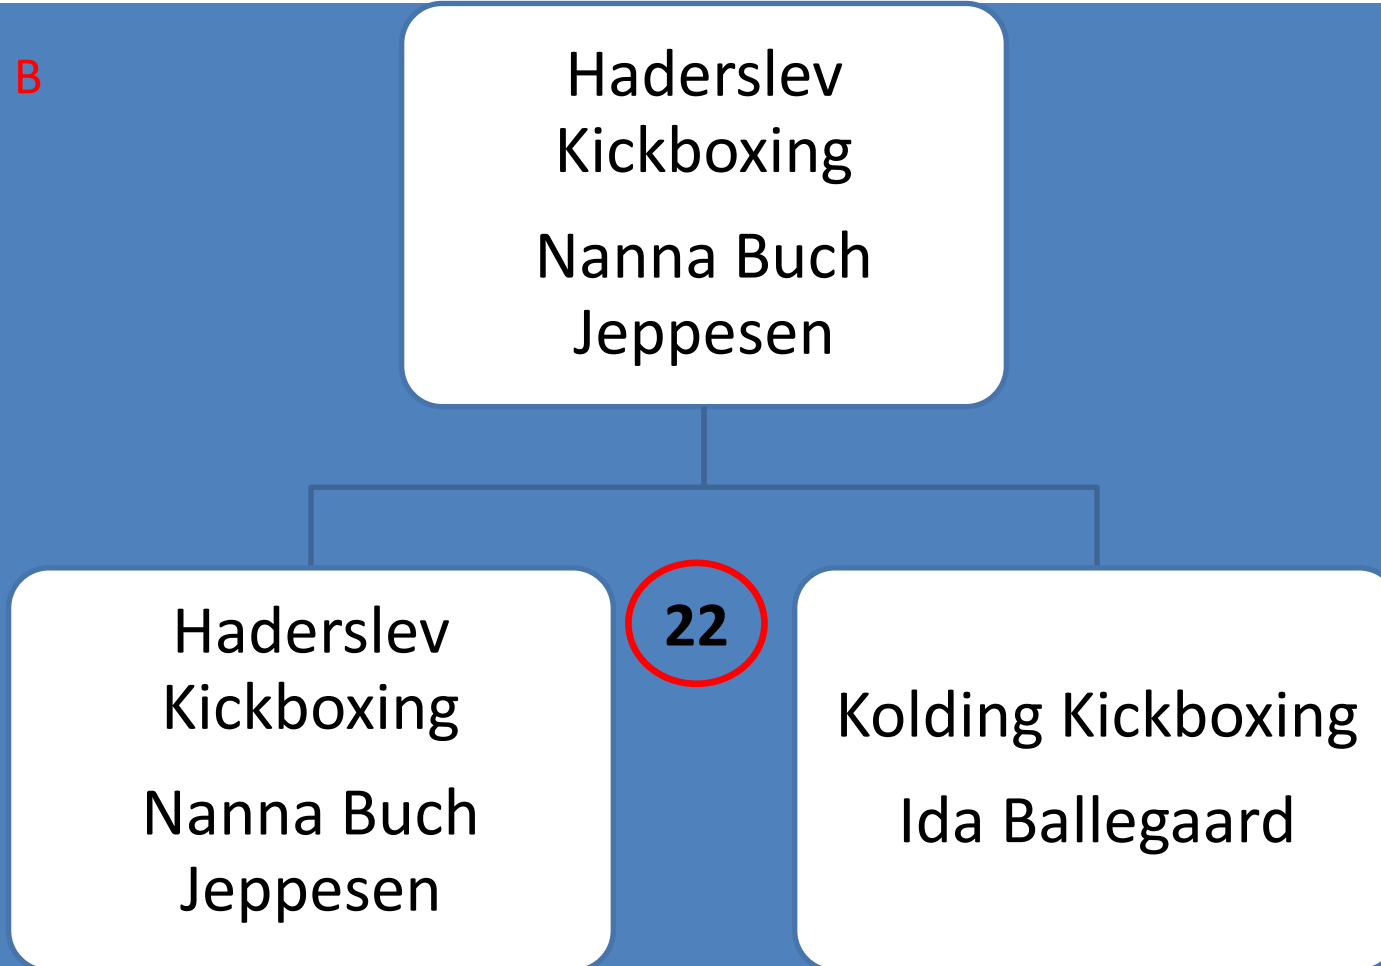 B
Haderslev
Kickboxing
Nanna Buch
Jeppesen
22
Haderslev
Kickboxing
Nanna Buch
Jeppesen
Kolding Kickboxing
Ida Ballegaard